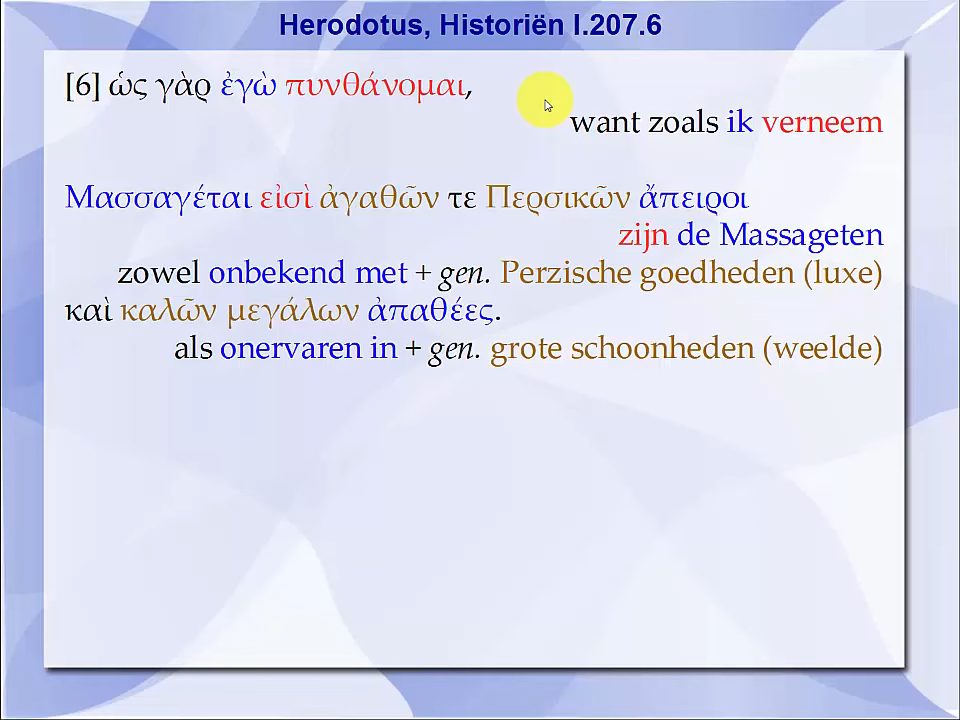 Herodotus, Historiën I.207.6
[6] ὡς γὰρ ἐγὼ πυνθάνομαι,
want zoals ik verneem
Μασσαγέται εἰσὶ ἀγαθῶν τε Περσικῶν ἄπειροι
zijn de Massageten
zowel onbekend met + gen. Perzische goedheden (luxe)
καὶ καλῶν μεγάλων ἀπαθέες.
als onervaren in + gen. grote schoonheden (weelde)